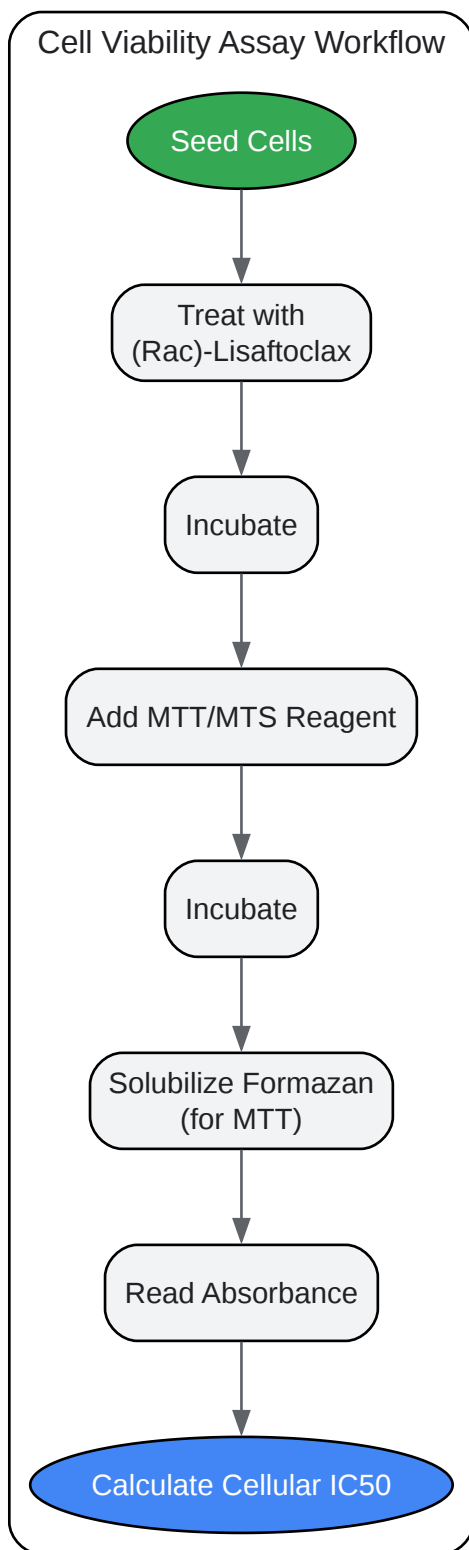 Cell Viability Assay Workflow
Seed Cells
Treat with
(Rac)-Lisaftoclax
Incubate
Add MTT/MTS Reagent
Incubate
Solubilize Formazan
(for MTT)
Read Absorbance
Calculate Cellular IC50